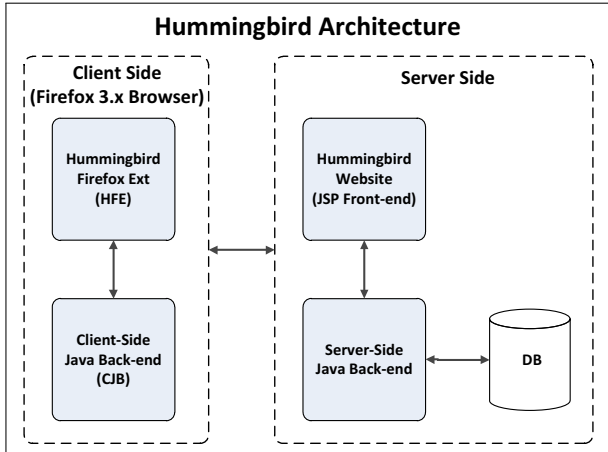 Hummingbird Architecture
Client Side
(Firefox 3.x Browser)
Hummingbird
Firefox Ext
(HFE)
Client-Side
Java Back-end
(CJB)
Server Side
Hummingbird
Website
(JSP Front-end)
Server-Side
Java Back-end
DB